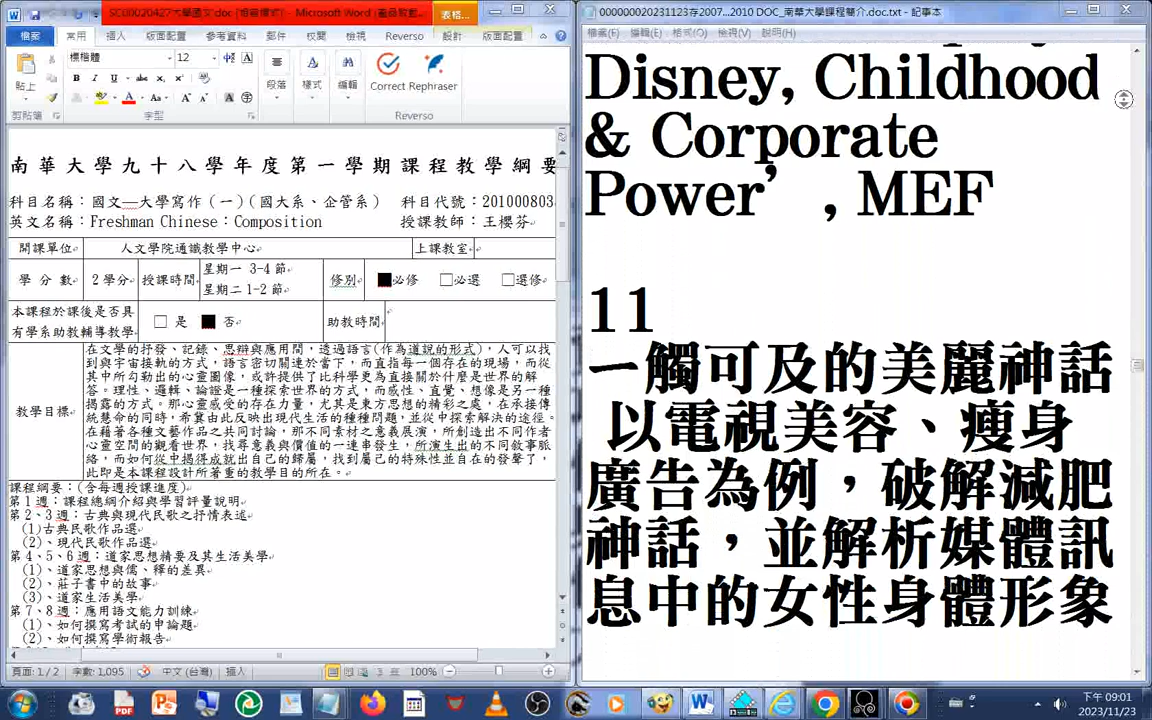 SC00020427大學國文.doc [相容模式] - Microsoft Word (產品啟動...
表格...
檔案 常用 插入 版面配置 參考資料 郵件 校閱 檢視 Reverso 設計 版面配置
標楷體 12
貼上 段落 樣式 編輯 Correct Rephraser
剪貼簿 字型 Reverso
南華大學九十八學年度第一學期課程教學綱要
科目名稱：國文—大學寫作(一)(國大系、企管系) 科目代號：201000803
英文名稱：Freshman Chinese：Composition 授課教師：王櫻芬
開課單位 人文學院通識教學中心 上課教室
學 分 數 2 學分 授課時間 星期一 3-4 節 修別 ■必修 □必選 □選修
星期二1-2 節
本課程於課後是否具
有學系助教輔導教學 □ 是 ■ 否 助教時間
教學目標
在文學的抒發、記錄、思辯與應用間，透過語言(作為道說的形式)，人可以找
到與宇宙接軌的方式，語言密切關連於當下，而直指每一個存在的現場，而從
其中所勾勒出的心靈圖像，或許提供了比科學更為直接關於什麼是世界的解
答。理性、邏輯、論證是一種探索世界的方式，而感性、直覺、想像是另一種
揭露的方式。那心靈感受的存在力量，尤其是東方思想的精彩之處，在承接傳
統慧命的同時，希冀由此反映出現代生活的種種問題，並從中探索解決的途徑。
在藉著各種文藝作品之共同討論，那不同素材之意義展演，所創造出不同作者
心靈空間的觀看世界，找尋意義與價值的一連串發生，所演生出的不同敘事脈
絡，而如何從中揭得成就出自己的歸屬，找到屬己的特殊性並自在的發聲了，
此即是本課程設計所著重的教學目的所在。
課程綱要：(含每週授課進度)
第1週：課程總綱介紹與學習評量說明
第2、3週：古典與現代民歌之抒情表述
(1)古典民歌作品選
(2)、現代民歌作品選
第4、5、6週：道家思想精要及其生活美學
(1)、道家思想與儒、釋的差異
(2)、莊子書中的故事
(3)、道家生活美學
第7、8週：應用語文能力訓練
(1)、如何撰寫考試的申論題
(2)、如何撰寫學術報告
頁面：1/2 字數：1,095 中文 (台灣) 插入 100%
000000020231123存2007...2010 DOC_南華大學課程簡介.doc.txt - 記事本
檔案(F) 編輯(E) 格式(O) 檢視(V) 說明(H)
Disney, Childhood
& Corporate
Power’ , MEF
11
一觸可及的美麗神話
以電視美容、瘦身
廣告為例，破解減肥
神話，並解析媒體訊
息中的女性身體形象
下午 09:01
2023/11/23